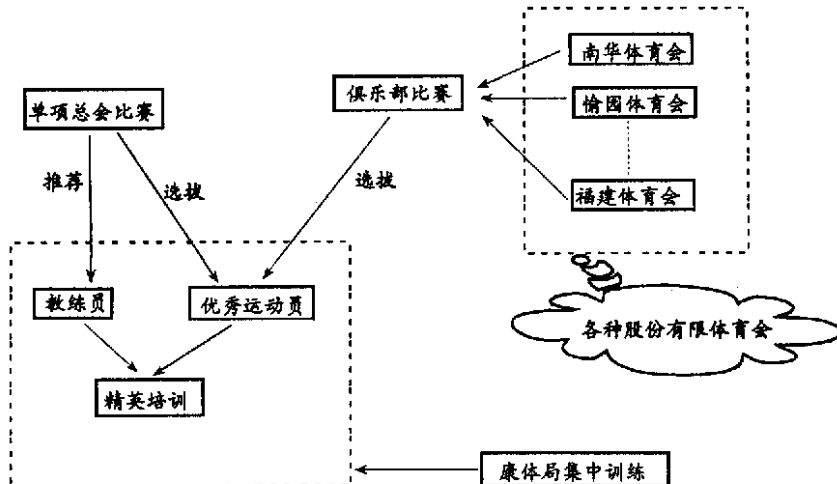 南华体育会
单项总会比赛
俱乐部比赛
愉园体育会
推荐
选拔
选拔
福建体育会
教练员
优秀运动员
各种股份有限体育会
精英培训
康体局集中训练